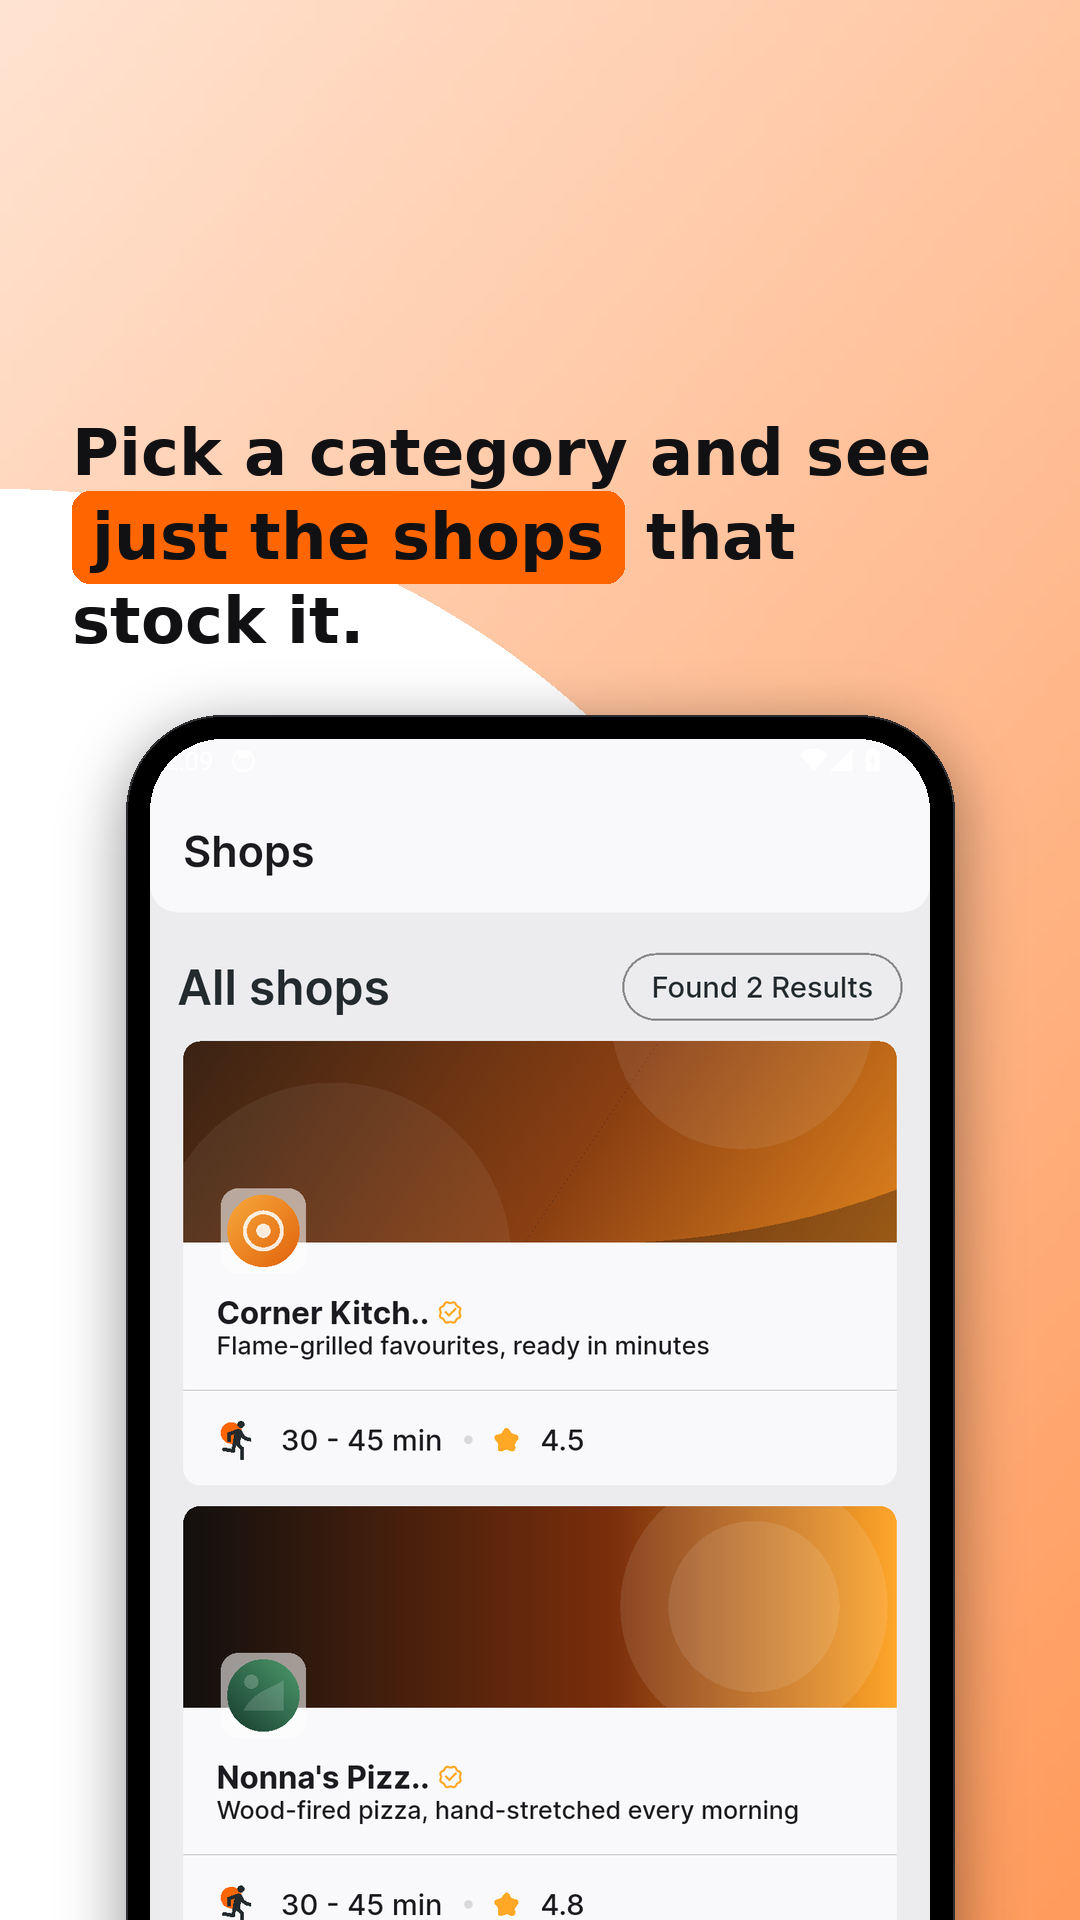 Pick a category and see
just the shops that
stock it.
Shops
All shops
Found 2 Results
Corner Kitch..
Flame-grilled favourites, ready in minutes
30 - 45 min • 4.5
Nonna's Pizz..
Wood-fired pizza, hand-stretched every morning
30 - 45 min • 4.8